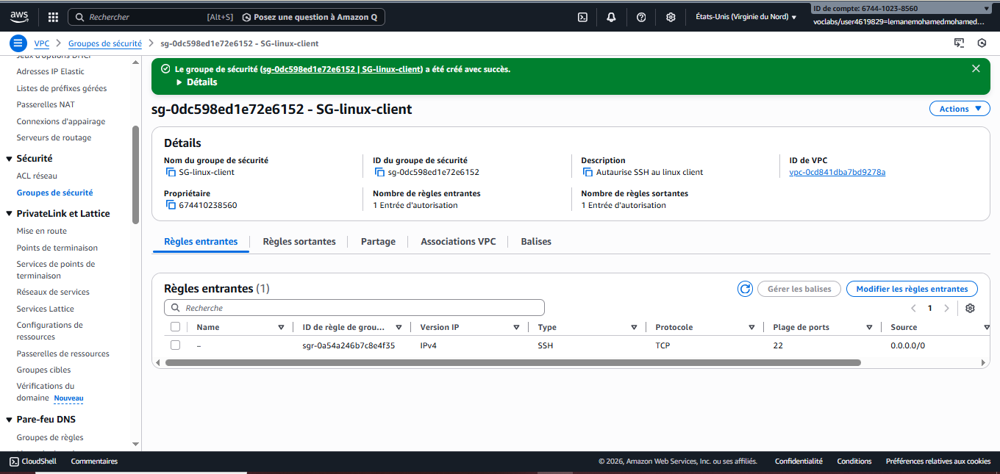 aws
Rechercher [Alt+S] Posez une question à Amazon Q
États-Unis (Virginie du Nord)
ID de compte: 6744-1023-8560
voclabs/user4619829=lemanemohamedmohamed...
VPC
Groupes de sécurité
sg-0dc598ed1e72e6152 - SG-linux-client
Jeux d'options DHCP
Adresses IP Elastic
Listes de préfixes gérées
Passerelles NAT
Connexions d'appairage
Serveurs de routage
Sécurité
ACL réseau
Groupes de sécurité
PrivateLink et Lattice
Mise en route
Points de terminaison
Services de points de
terminaison
Réseaux de services
Services Lattice
Configurations de
ressources
Passerelles de ressources
Groupes cibles
Vérifications du
domaine Nouveau
Pare-feu DNS
Groupes de règles
Le groupe de sécurité (sg-0dc598ed1e72e6152 | SG-linux-client) a été créé avec succès.
Détails
sg-0dc598ed1e72e6152 - SG-linux-client
Actions
Détails
Nom du groupe de sécurité
SG-linux-client
ID du groupe de sécurité
sg-0dc598ed1e72e6152
Description
Autaurise SSH au linux client
ID de VPC
vpc-0cd841dba7bd9278a
Propriétaire
674410238560
Nombre de règles entrantes
1 Entrée d'autorisation
Nombre de règles sortantes
1 Entrée d'autorisation
Règles entrantes Règles sortantes Partage Associations VPC Balises
Règles entrantes (1)
Gérer les balises Modifier les règles entrantes
Rechercher
1
Name ID de règle de grou... Version IP Type Protocole Plage de ports Source
– sgr-0a54a246b7c8e4f35 IPv4 SSH TCP 22 0.0.0.0/0
CloudShell Commentaires © 2026, Amazon Web Services, Inc. ou ses affiliés. Confidentialité Conditions Préférences relatives aux cookies